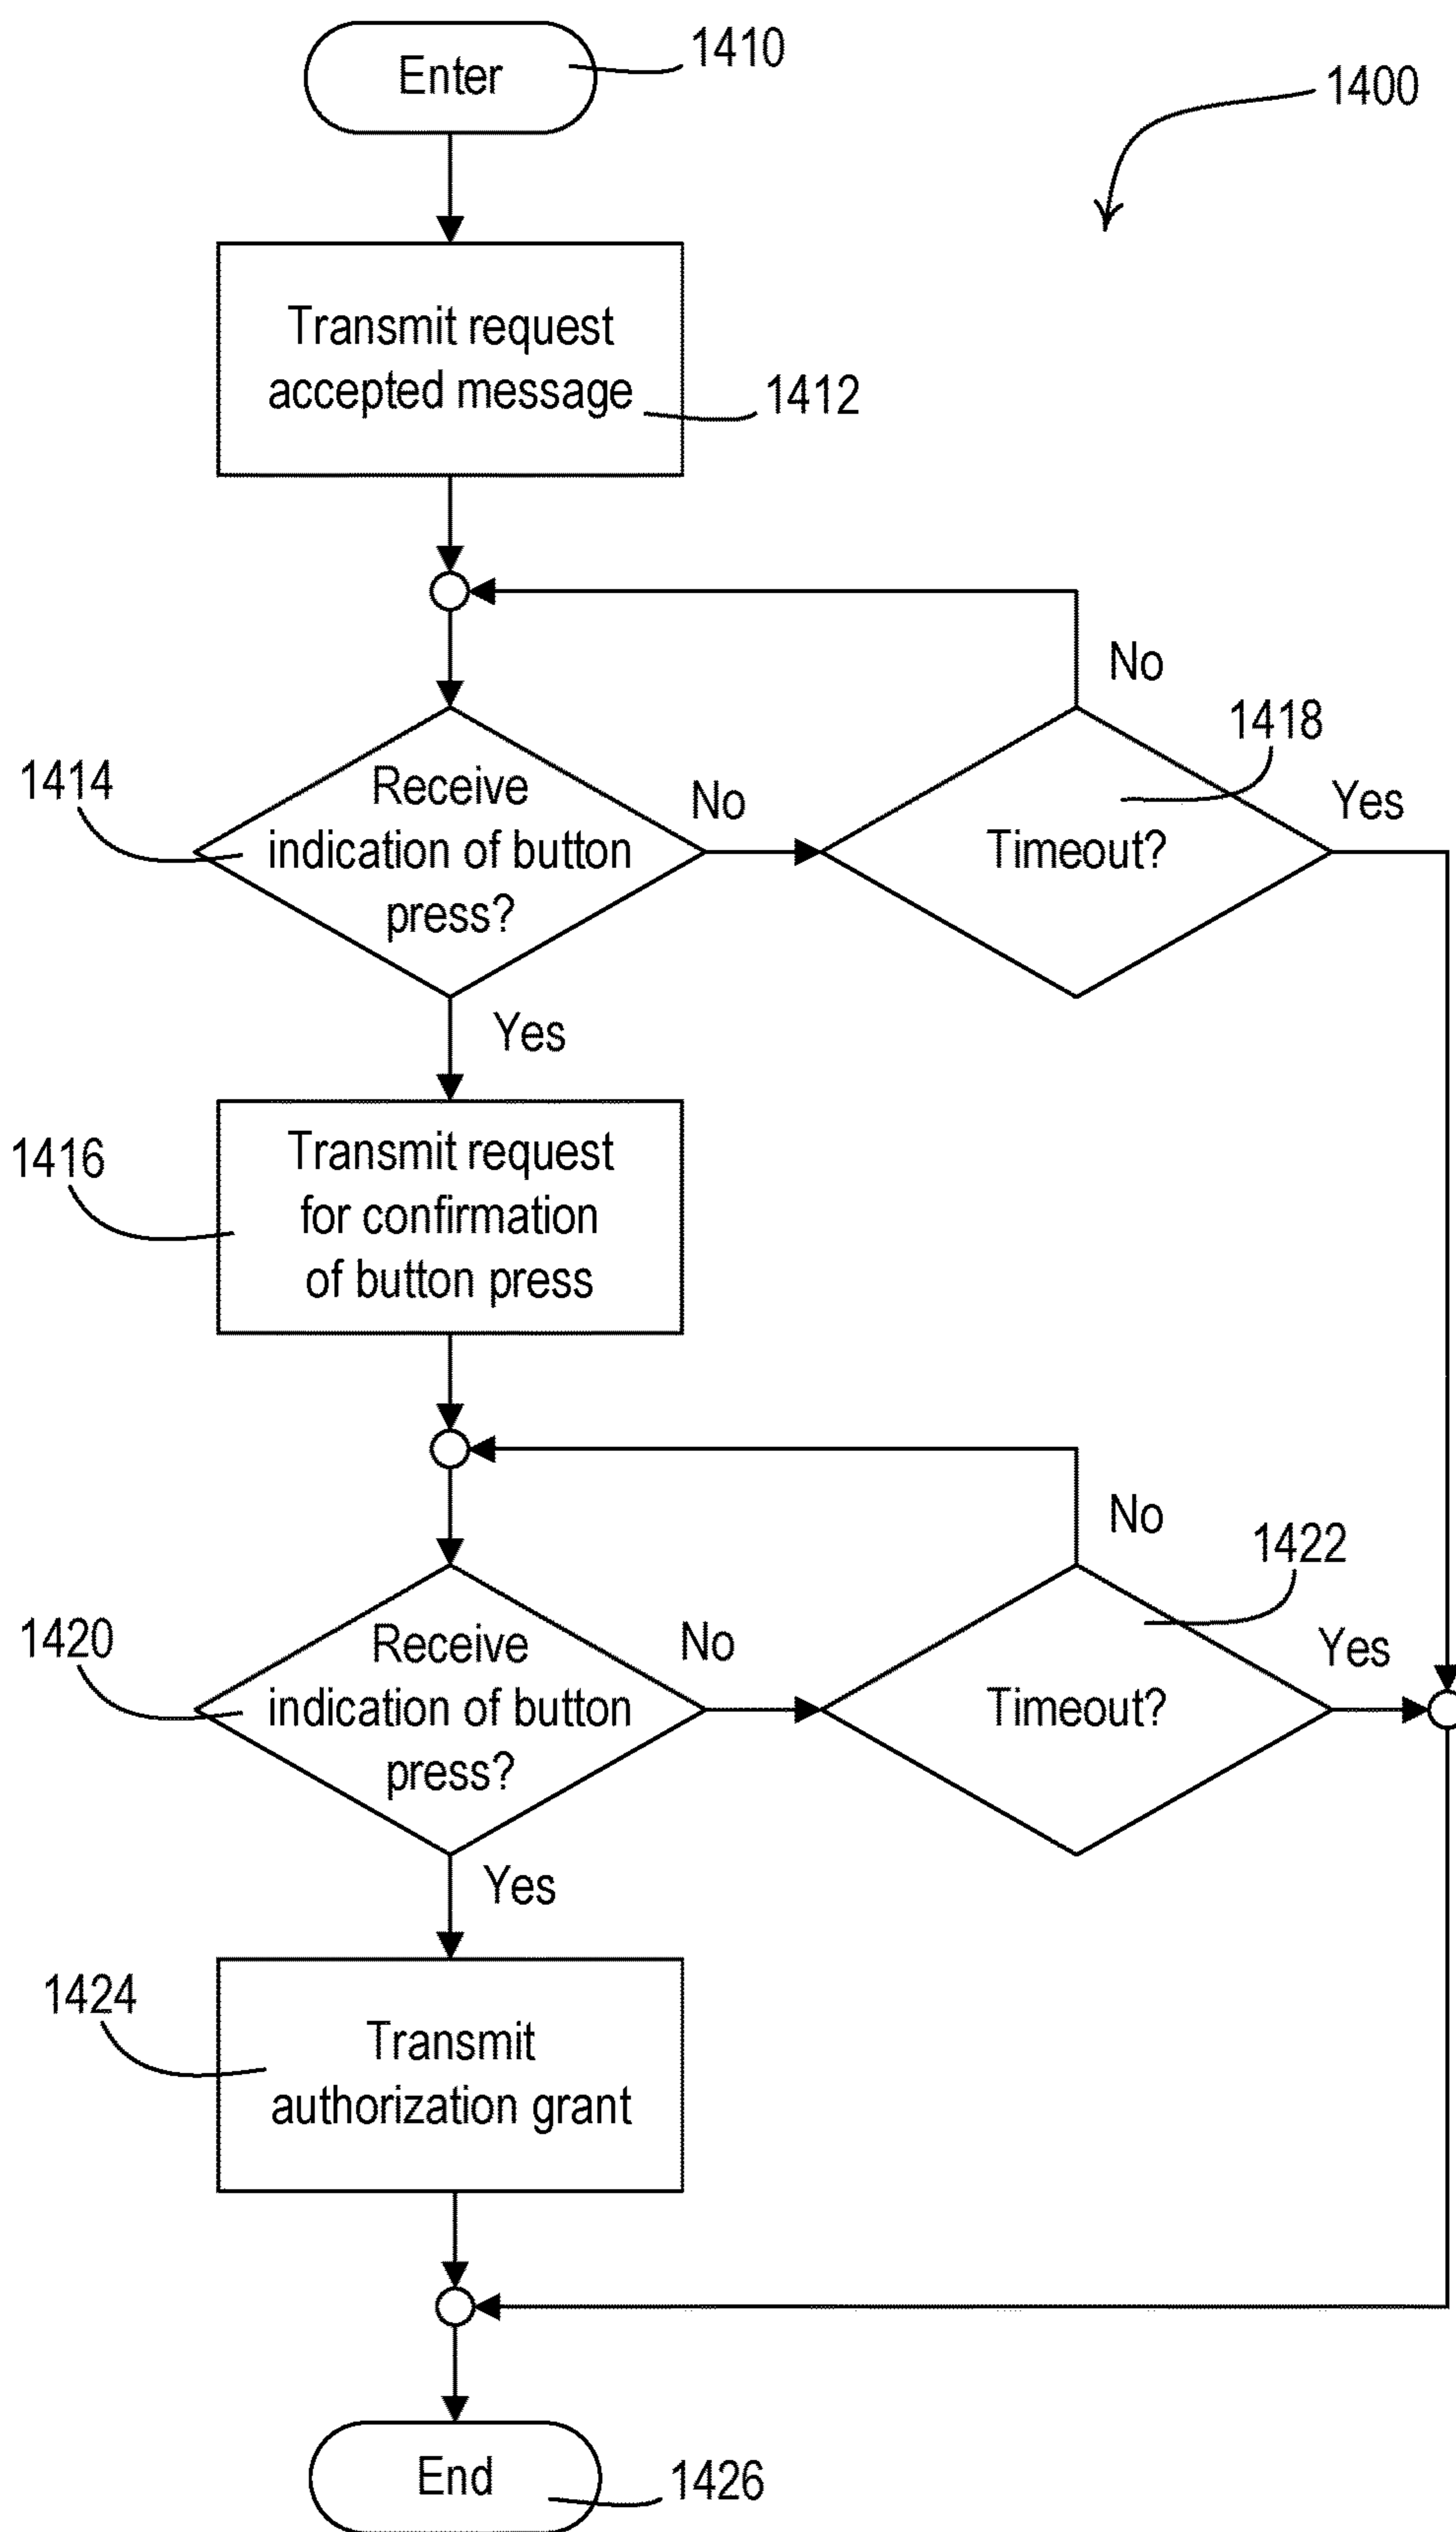 Enter
1410
1400
Transmit request
accepted message
1412
No
1418
1414
Receive
indication of button
press?
No
Timeout?
Yes
Yes
1416
Transmit request
for confirmation
of button press
No
1422
1420
Receive
indication of button
press?
No
Timeout?
Yes
Yes
1424
Transmit
authorization grant
End
1426